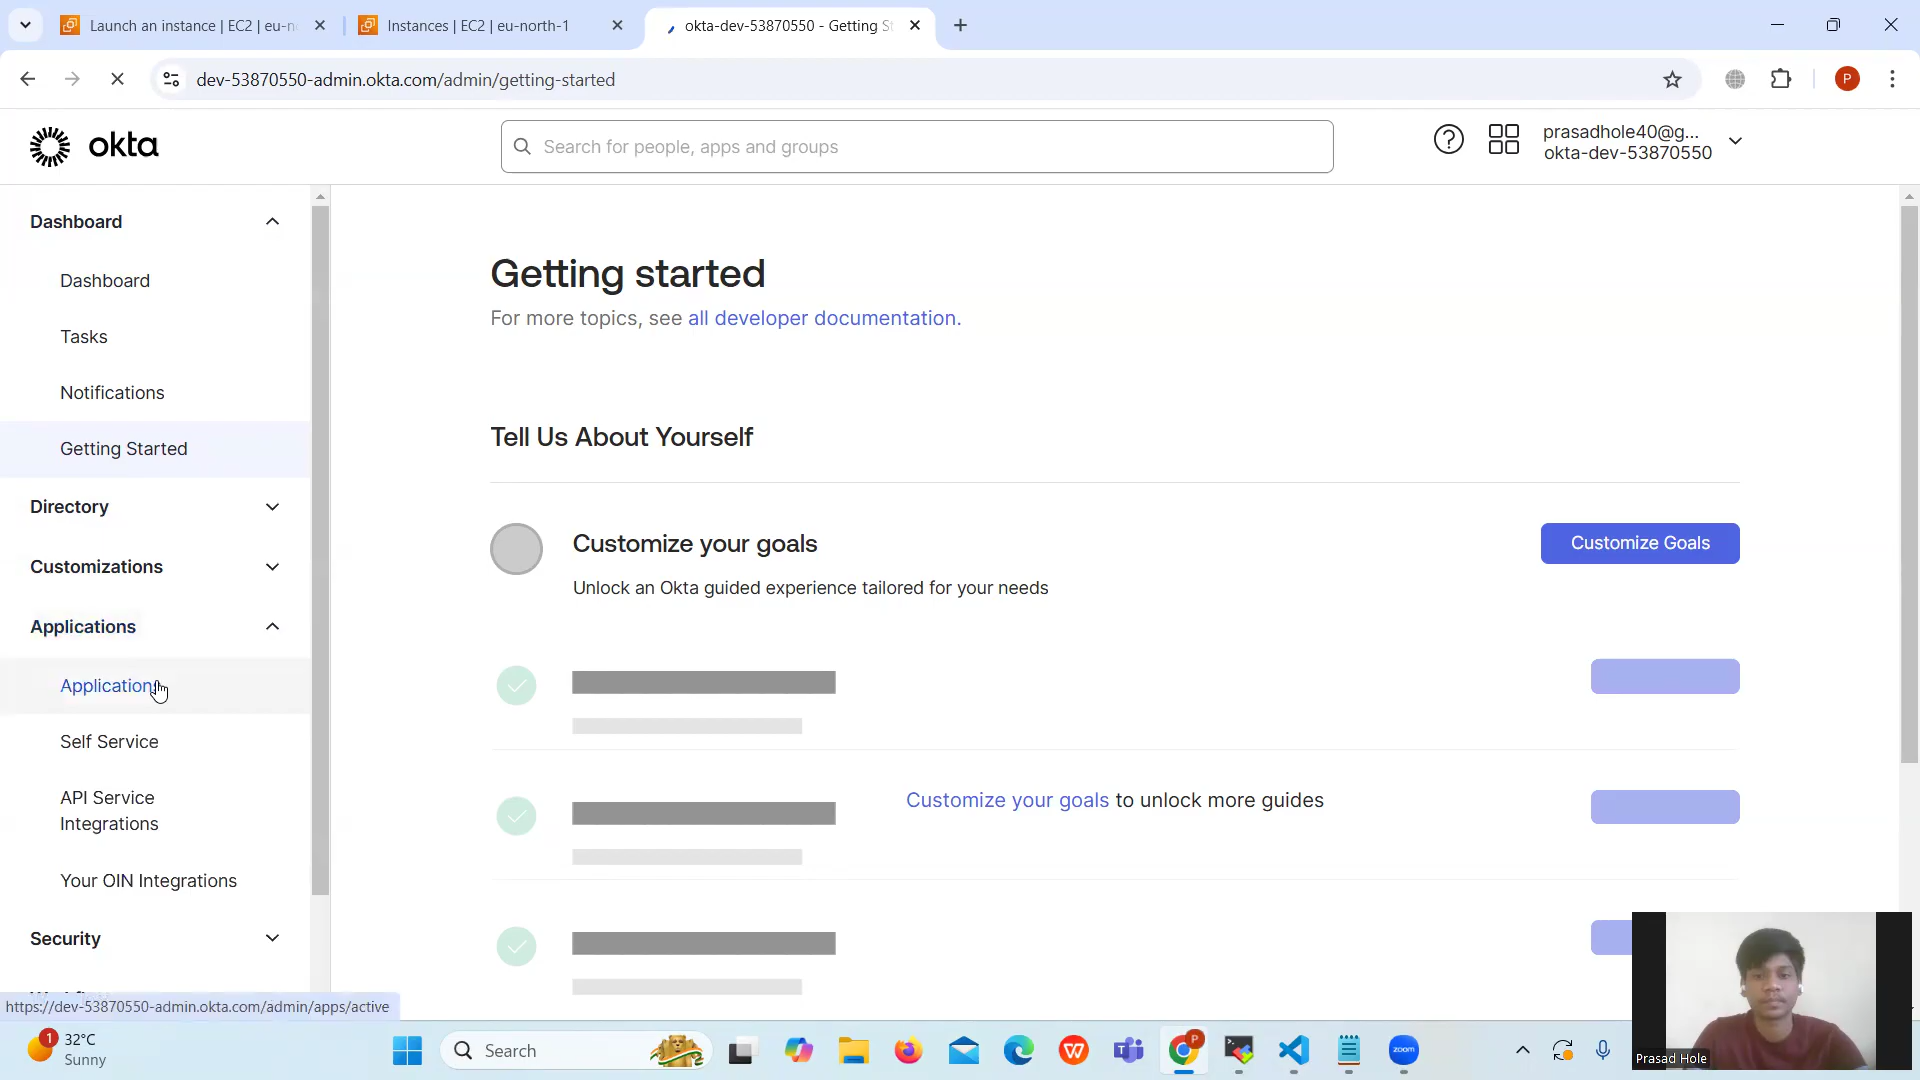 Launch an instance | EC2 | eu-n
Instances | EC2 | eu-north-1
okta-dev-53870550 - Getting S
dev-53870550-admin.okta.com/admin/getting-started
P
okta
Search for people, apps and groups
prasadhole40@g...
okta-dev-53870550
Dashboard
Dashboard
Tasks
Notifications
Getting Started
Directory
Customizations
Applications
Applications
Self Service
API Service
Integrations
Your OIN Integrations
Security
https://dev-53870550-admin.okta.com/admin/apps/active
Getting started
For more topics, see all developer documentation.
Tell Us About Yourself
Customize your goals
Customize Goals
Unlock an Okta guided experience tailored for your needs
Customize your goals to unlock more guides
Prasad Hole
1
32°C
Sunny
Search
P
zoom